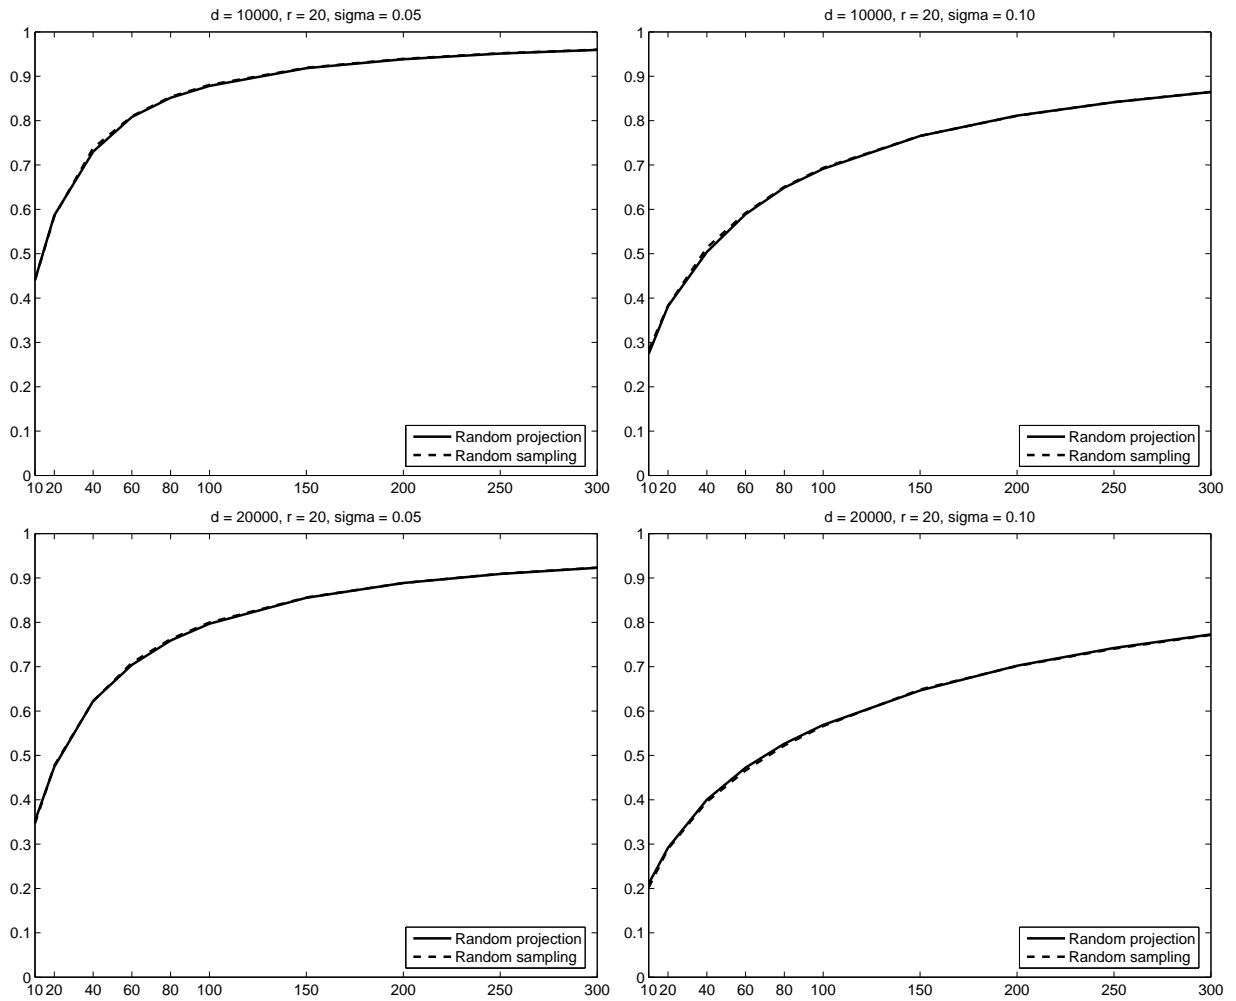 d = 10000, r = 20, sigma = 0.05
1
0.9
0.8
0.7
0.6
0.5
0.4
0.3
0.2
0.1
0
10 20 40 60 80 100 150 200 250 300
Random projection
Random sampling
d = 10000, r = 20, sigma = 0.10
1
0.9
0.8
0.7
0.6
0.5
0.4
0.3
0.2
0.1
0
10 20 40 60 80 100 150 200 250 300
Random projection
Random sampling
d = 20000, r = 20, sigma = 0.05
1
0.9
0.8
0.7
0.6
0.5
0.4
0.3
0.2
0.1
0
10 20 40 60 80 100 150 200 250 300
Random projection
Random sampling
d = 20000, r = 20, sigma = 0.10
1
0.9
0.8
0.7
0.6
0.5
0.4
0.3
0.2
0.1
0
10 20 40 60 80 100 150 200 250 300
Random projection
Random sampling